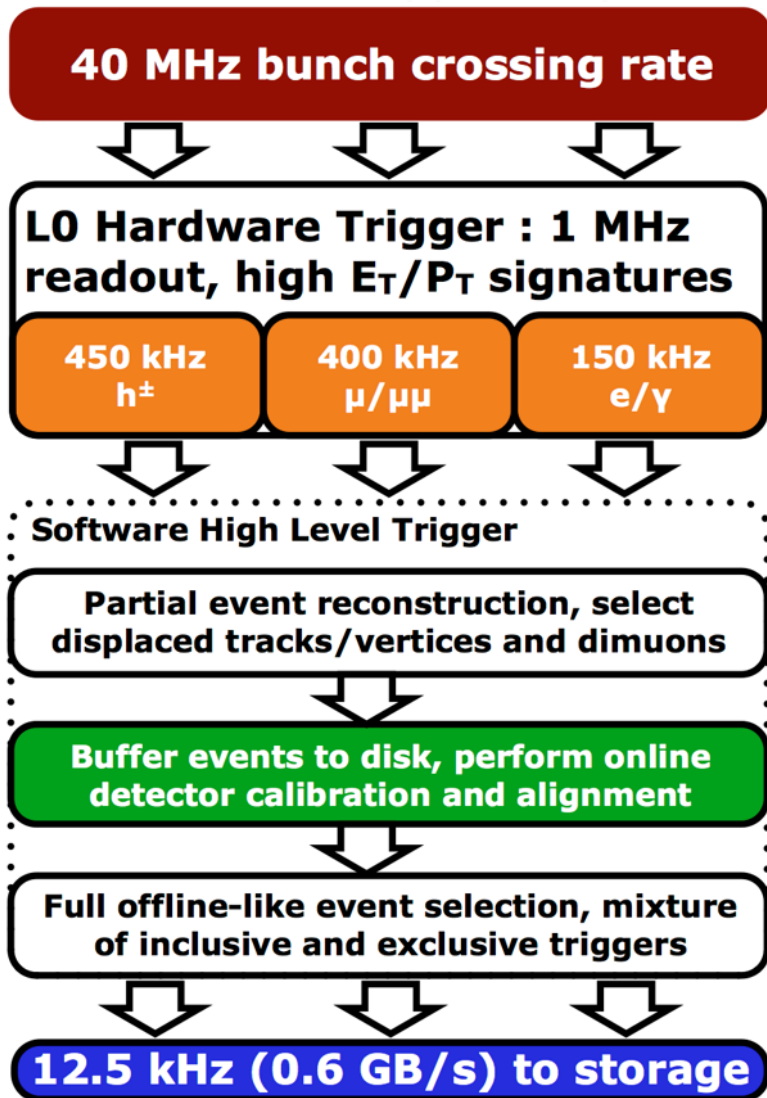 40 MHz bunch crossing rate
L0 Hardware Trigger : 1 MHz
readout, high E_T/P_T signatures
450 kHz
h±
400 kHz
μ/μμ
150 kHz
e/γ
Software High Level Trigger
Partial event reconstruction, select
displaced tracks/vertices and dimuons
Buffer events to disk, perform online
detector calibration and alignment
Full offline-like event selection, mixture
of inclusive and exclusive triggers
12.5 kHz (0.6 GB/s) to storage